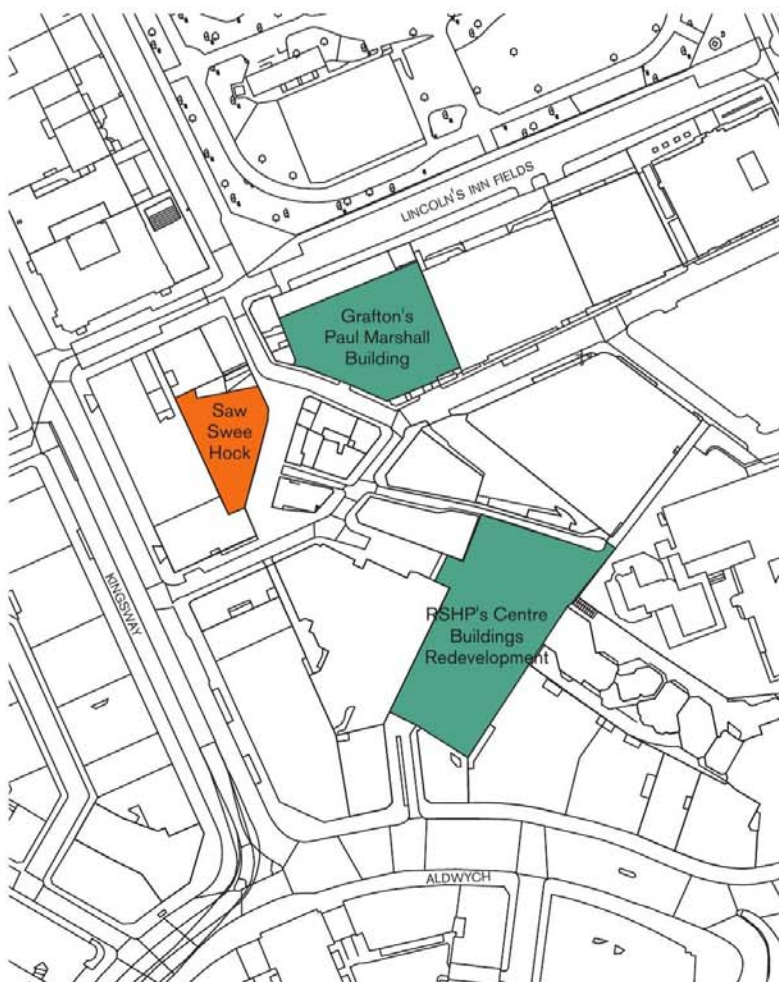 LINCOLN'S INN FIELDS
Grafton's
Paul Marshall
Building
Saw
Swee
Hock
KINGSWAY
RSHP's Centre
Buildings
Redevelopment
ALDWYCH